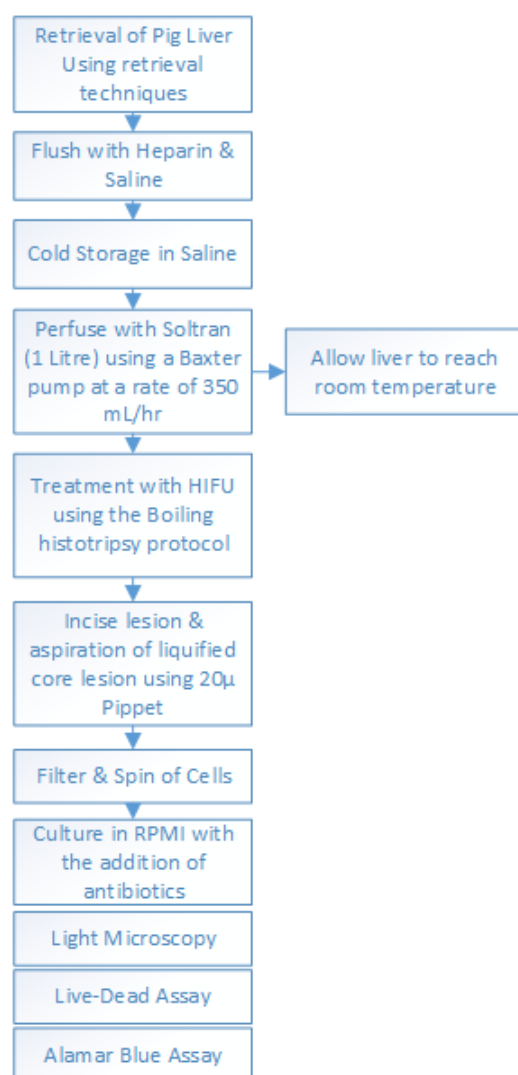 Retrieval of Pig Liver
Using retrieval
techniques
Flush with Heparin &
Saline
Cold Storage in Saline
Perfuse with Soltran
(1 Litre) using a Baxter
pump at a rate of 350
mL/hr
Allow liver to reach
room temperature
Treatment with HIFU
using the Boiling
histotripsy protocol
Incise lesion &
aspiration of liquified
core lesion using 20µ
Pippet
Filter & Spin of Cells
Culture in RPMI with
the addition of
antibiotics
Light Microscopy
Live-Dead Assay
Alamar Blue Assay